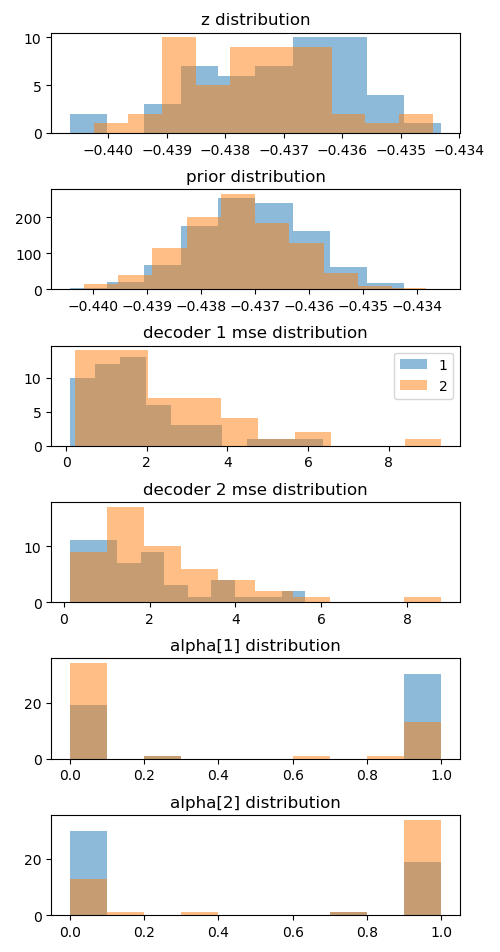 z distribution
10
5
0
−0.440 −0.439 −0.438 −0.437 −0.436 −0.435 −0.434
prior distribution
200
100
0
−0.440 −0.439 −0.438 −0.437 −0.436 −0.435 −0.434
decoder 1 mse distribution
10
5
0
1
2
0 2 4 6 8
decoder 2 mse distribution
10
0
0 2 4 6 8
alpha[1] distribution
20
0
0.0 0.2 0.4 0.6 0.8 1.0
alpha[2] distribution
20
0
0.0 0.2 0.4 0.6 0.8 1.0